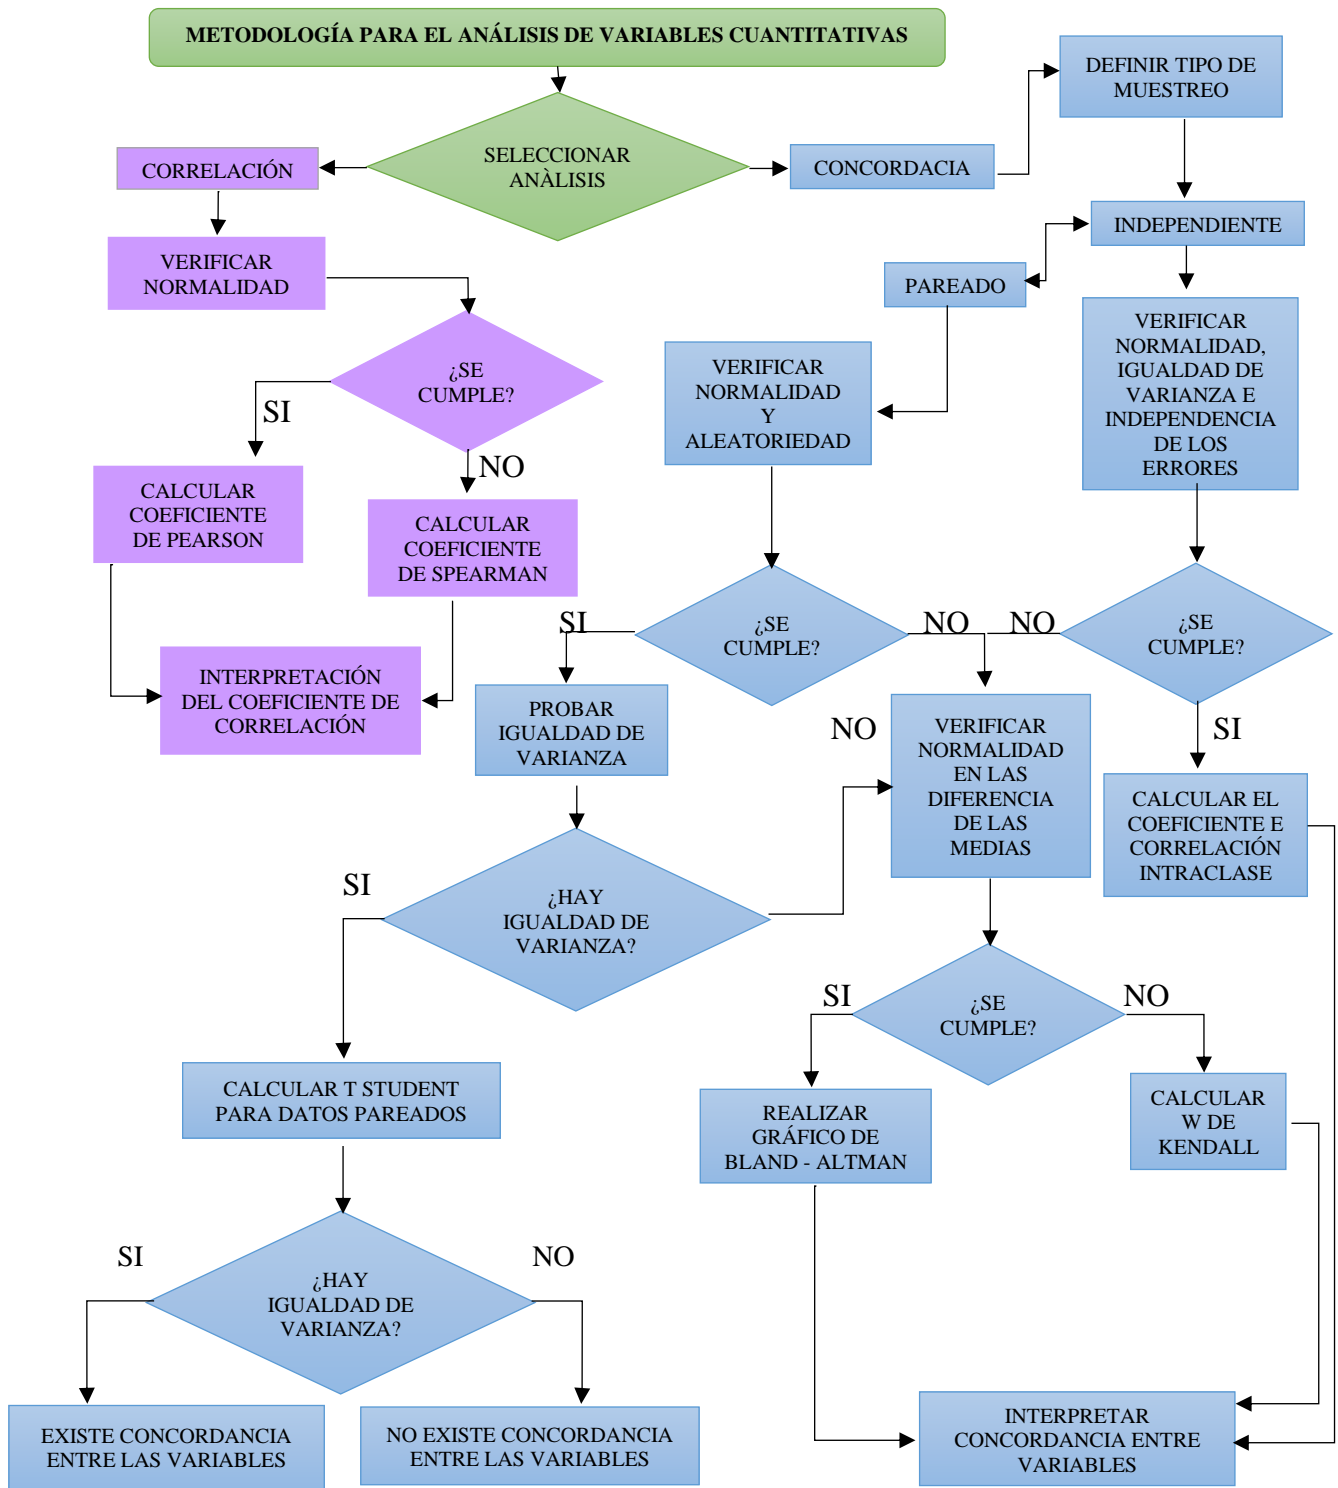 METODOLOGÍA PARA EL ANÁLISIS DE VARIABLES CUANTITATIVAS
SELECCIONAR
ANÀLISIS
CORRELACIÓN
VERIFICAR
NORMALIDAD
¿SE
CUMPLE?
SI
NO
CALCULAR
COEFICIENTE
DE PEARSON
CALCULAR
COEFICIENTE
DE SPEARMAN
INTERPRETACIÓN
DEL COEFICIENTE DE
CORRELACIÓN
CONCORDACIA
DEFINIR TIPO DE
MUESTREO
INDEPENDIENTE
PAREADO
VERIFICAR
NORMALIDAD
Y
ALEATORIEDAD
VERIFICAR
NORMALIDAD,
IGUALDAD DE
VARIANZA E
INDEPENDENCIA
DE LOS
ERRORES
¿SE
CUMPLE?
SI
NO
NO
¿SE
CUMPLE?
SI
PROBAR
IGUALDAD DE
VARIANZA
NO
VERIFICAR
NORMALIDAD
EN LAS
DIFERENCIA
DE LAS
MEDIAS
CALCULAR EL
COEFICIENTE E
CORRELACIÓN
INTRACLASE
SI
¿HAY
IGUALDAD DE
VARIANZA?
SI
¿SE
CUMPLE?
NO
CALCULAR T STUDENT
PARA DATOS PAREADOS
REALIZAR
GRÁFICO DE
BLAND - ALTMAN
CALCULAR
W DE
KENDALL
SI
¿HAY
IGUALDAD DE
VARIANZA?
NO
EXISTE CONCORDANCIA
ENTRE LAS VARIABLES
NO EXISTE CONCORDANCIA
ENTRE LAS VARIABLES
INTERPRETAR
CONCORDANCIA ENTRE
VARIABLES